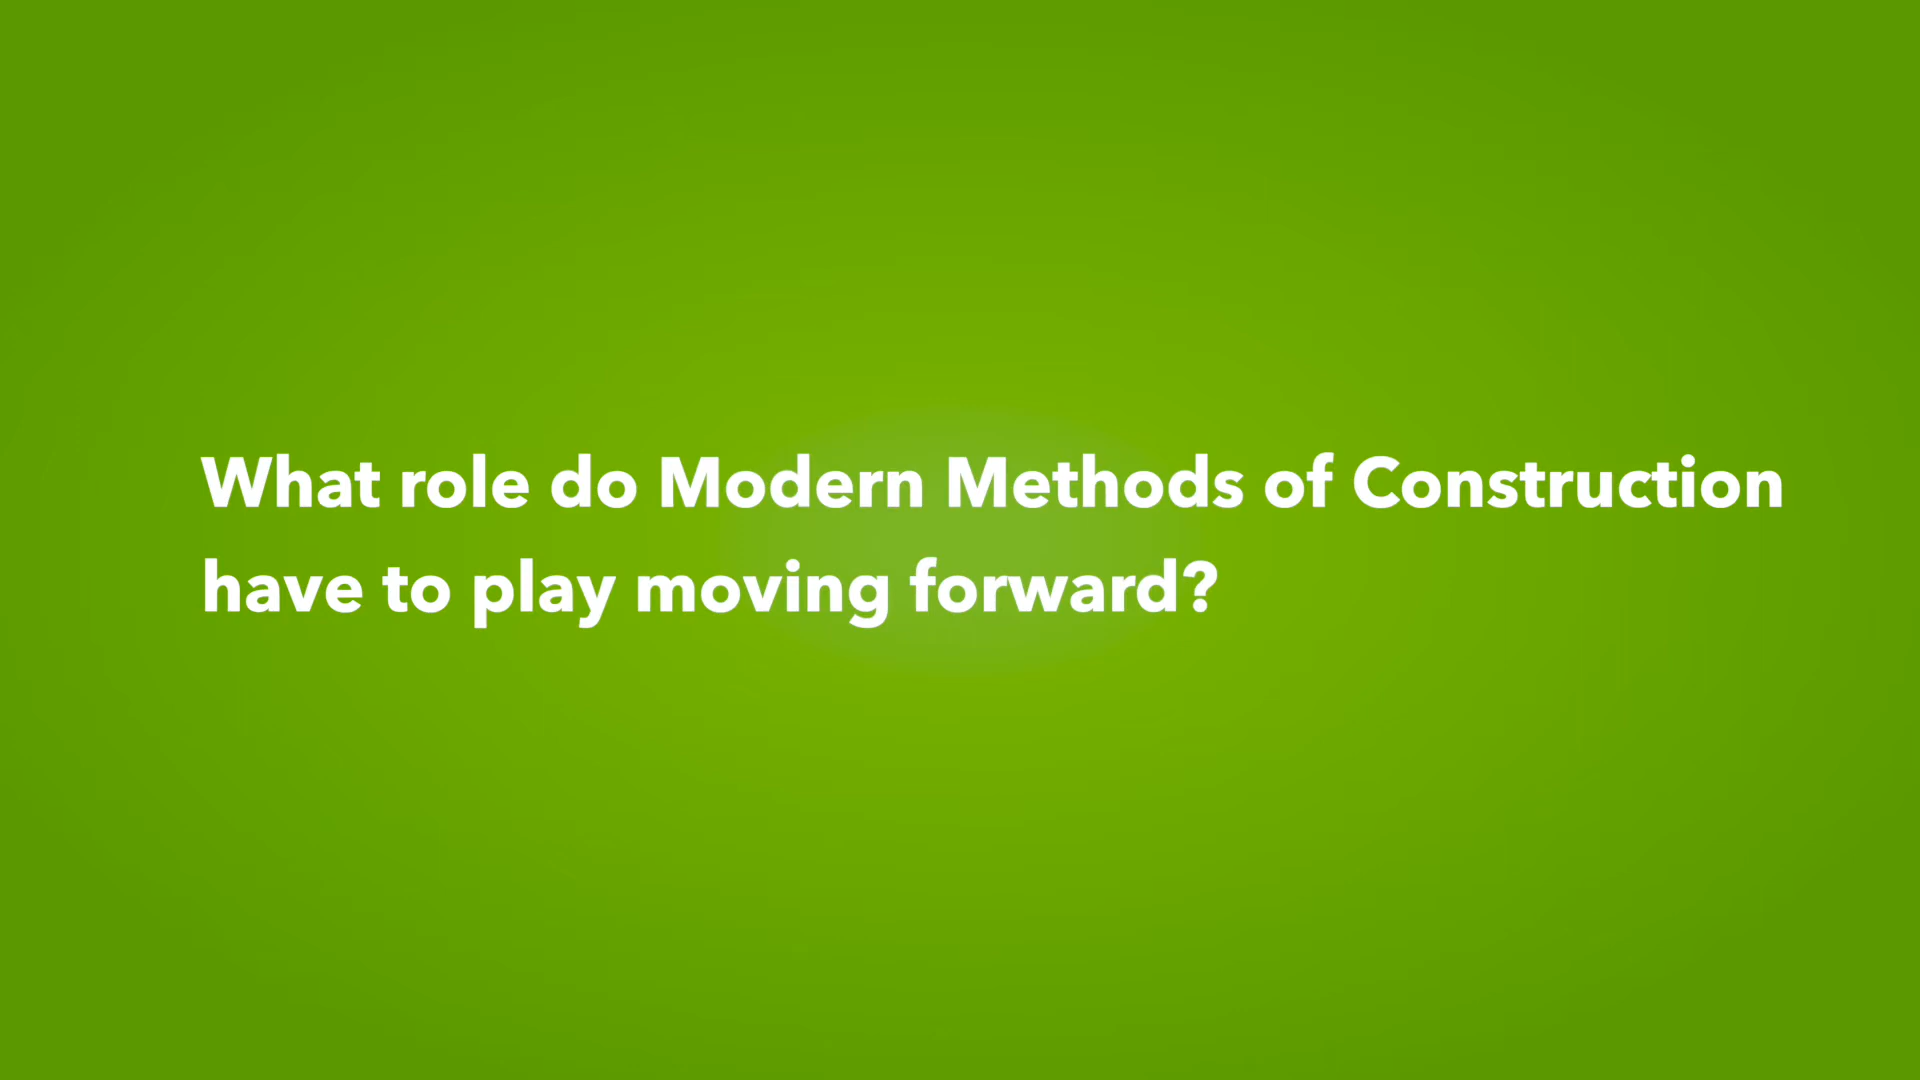 What role do Modern Methods of Construction
have to play moving forward?